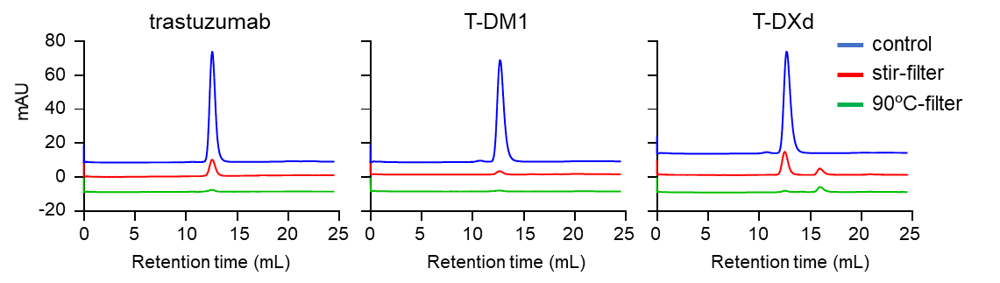 trastuzumab
T-DM1
T-DXd
control
stir-filter
90°C-filter
mAU
80
60
40
20
0
-20
0 5 10 15 20 25
0 5 10 15 20 25
0 5 10 15 20 25
Retention time (mL)
Retention time (mL)
Retention time (mL)